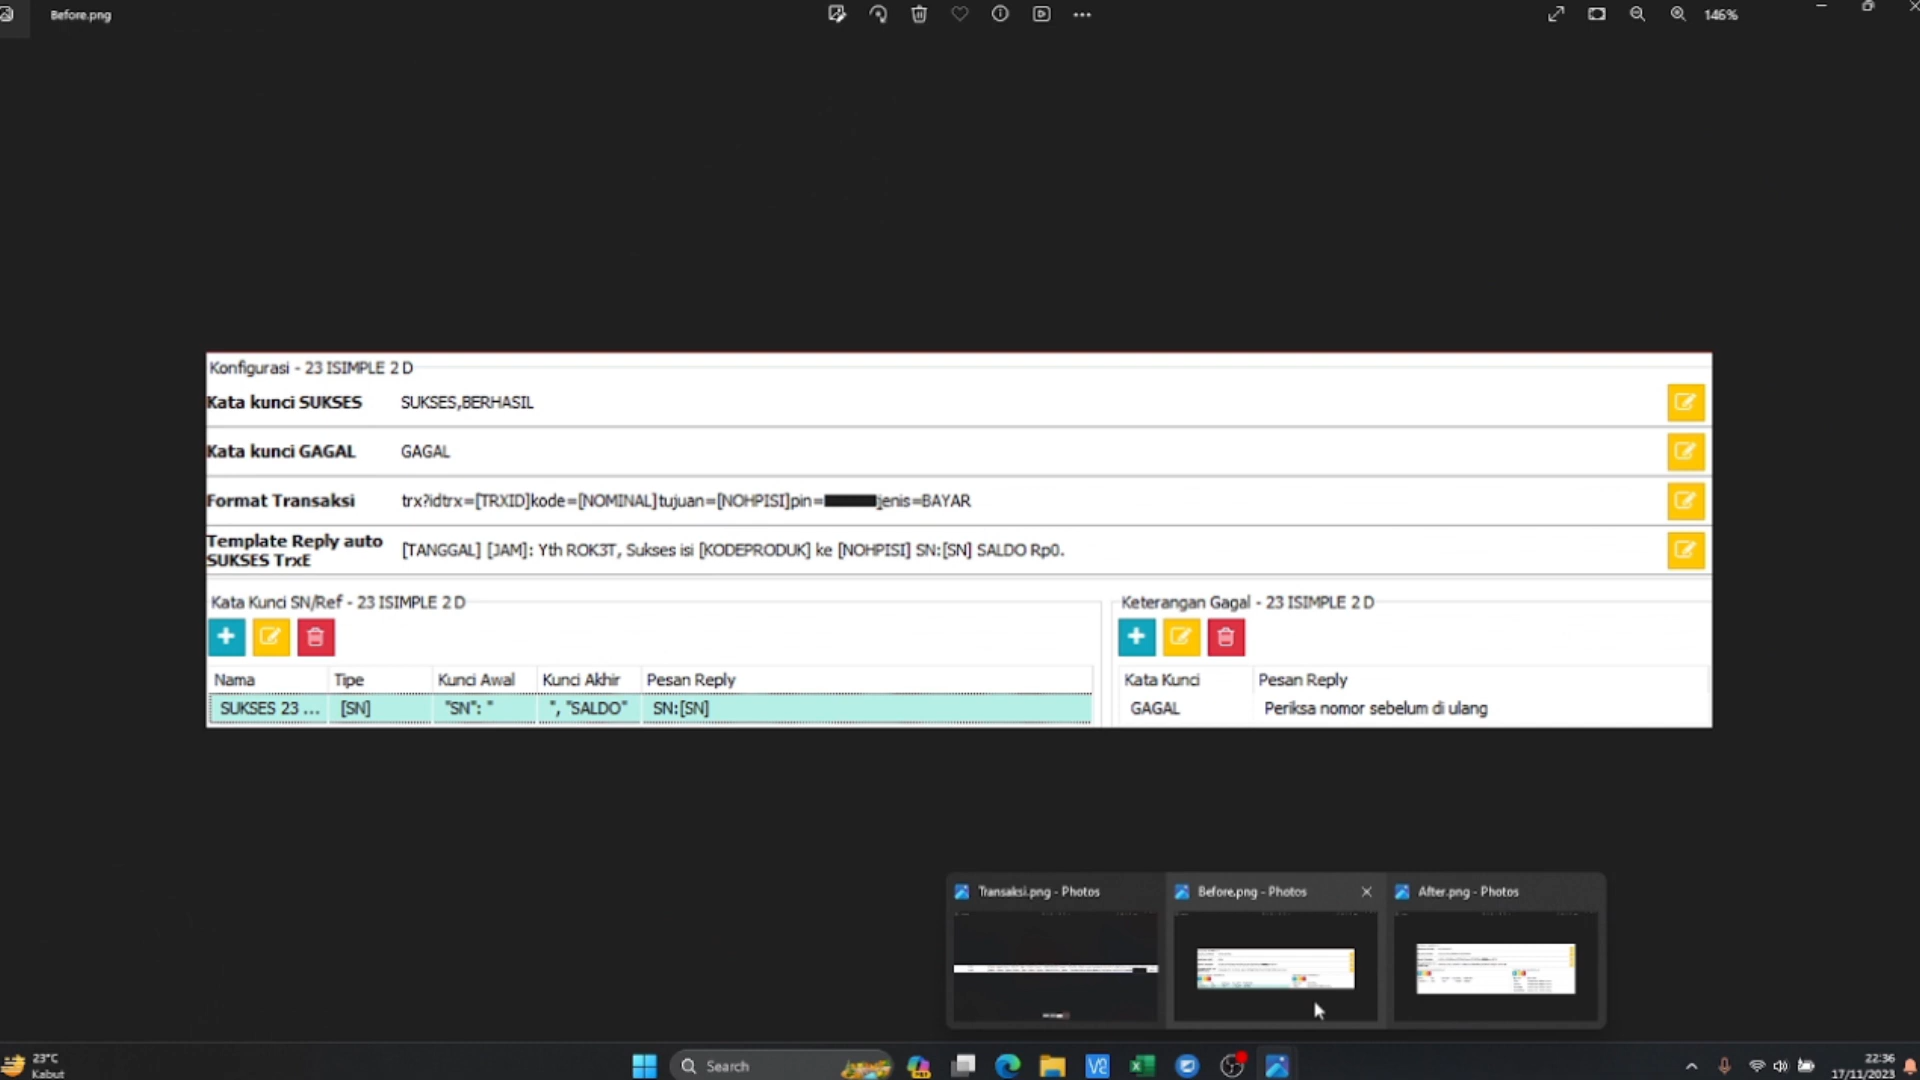 Before.png
146%
Konfigurasi - 23 ISIMPLE 2 D
Kata kunci SUKSES SUKSES,BERHASIL
Kata kunci GAGAL GAGAL
Format Transaksi trx?idtrx=[TRXID]kode=[NOMINAL]tujuan=[NOHPISI]pin= jenis=BAYAR
Template Reply auto
SUKSES TrxE
[TANGGAL] [JAM]: Yth ROK3T, Sukses isi [KODEPRODUK] ke [NOHPISI] SN:[SN] SALDO Rp0.
Kata Kunci SN/Ref - 23 ISIMPLE 2 D
Nama Tipe Kunci Awal Kunci Akhir Pesan Reply
SUKSES 23 ... [SN] "SN": " ", "SALDO" SN:[SN]
Keterangan Gagal - 23 ISIMPLE 2 D
Kata Kunci Pesan Reply
GAGAL Periksa nomor sebelum di ulang
Transaksi.png - Photos
Before.png - Photos
After.png - Photos
23°C
Kabut
Search
22:36
17/11/2023